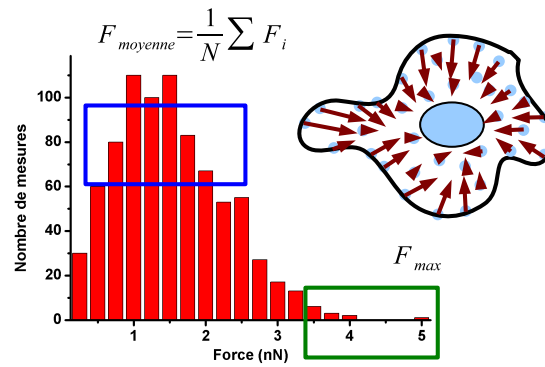 F_moyenne = 1/N ∑ F_i
Nombre de mesures
100
80
60
40
20
0
F_max
1 2 3 4 5
Force (nN)